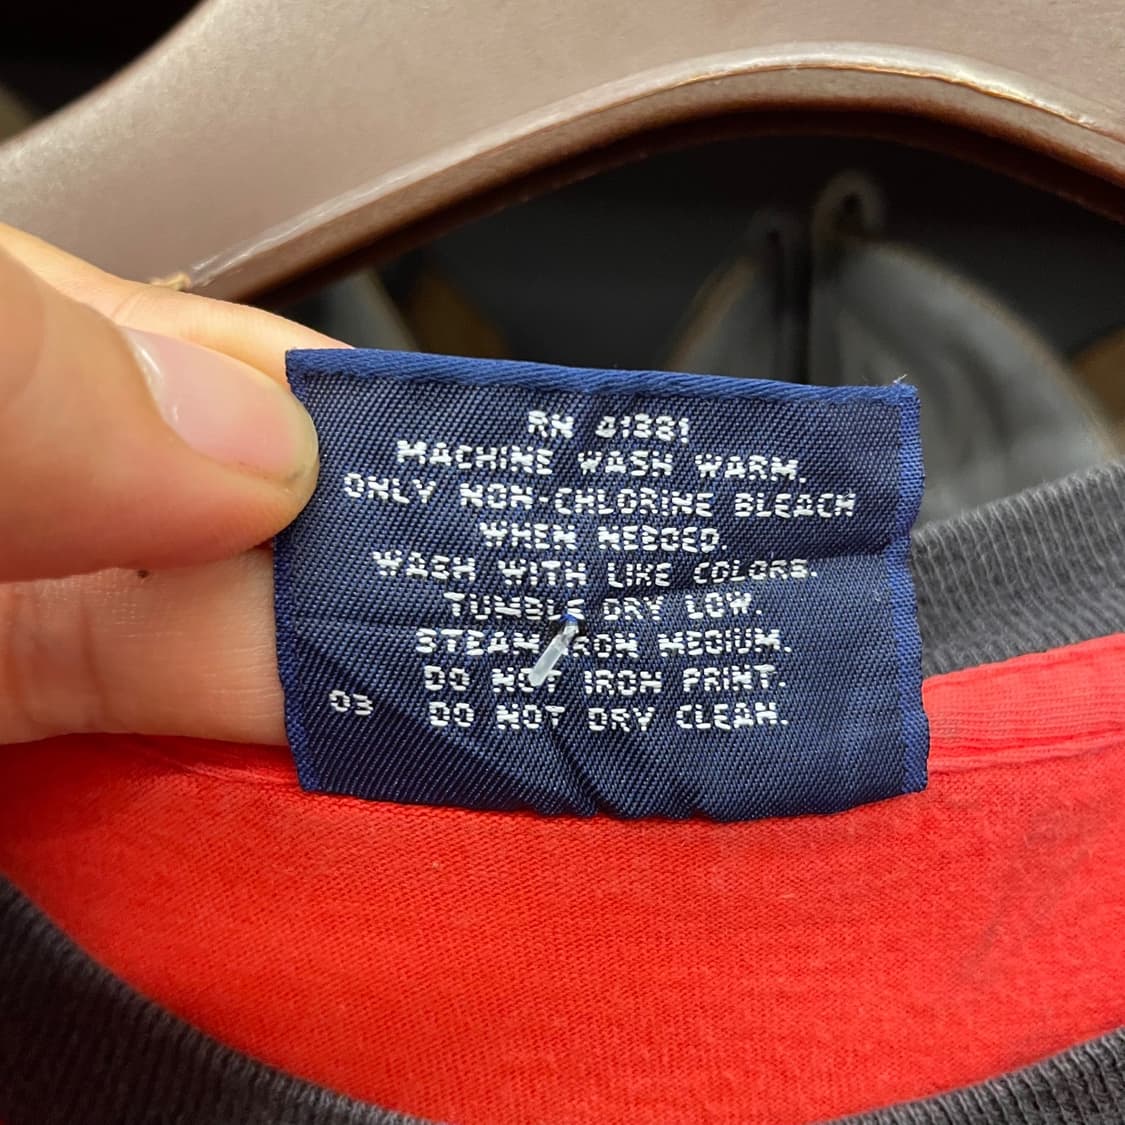 RN 41381
MACHINE WASH WARM.
ONLY NON-CHLORINE BLEACH
WHEN NEEDED.
WASH WITH LIKE COLORS.
TUMBLE DRY LOW.
STEAM IRON MEDIUM.
DO NOT IRON PRINT.
03 DO NOT DRY CLEAN.